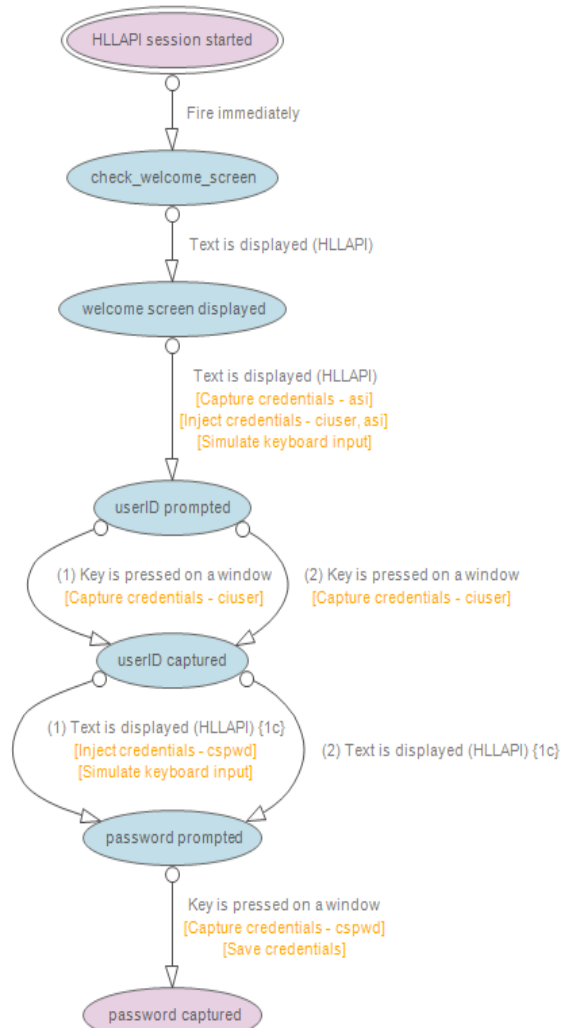 HLLAPI session started
Fire immediately
check_welcome_screen
Text is displayed (HLLAPI)
welcome screen displayed
Text is displayed (HLLAPI)
[Capture credentials - asi]
[Inject credentials - ciuser, asi]
[Simulate keyboard input]
userID prompted
(1) Key is pressed on a window
[Capture credentials - ciuser]
(2) Key is pressed on a window
[Capture credentials - ciuser]
userID captured
(1) Text is displayed (HLLAPI) {1c}
[Inject credentials - cspwd]
[Simulate keyboard input]
(2) Text is displayed (HLLAPI) {1c}
password prompted
Key is pressed on a window
[Capture credentials - cspwd]
[Save credentials]
password captured